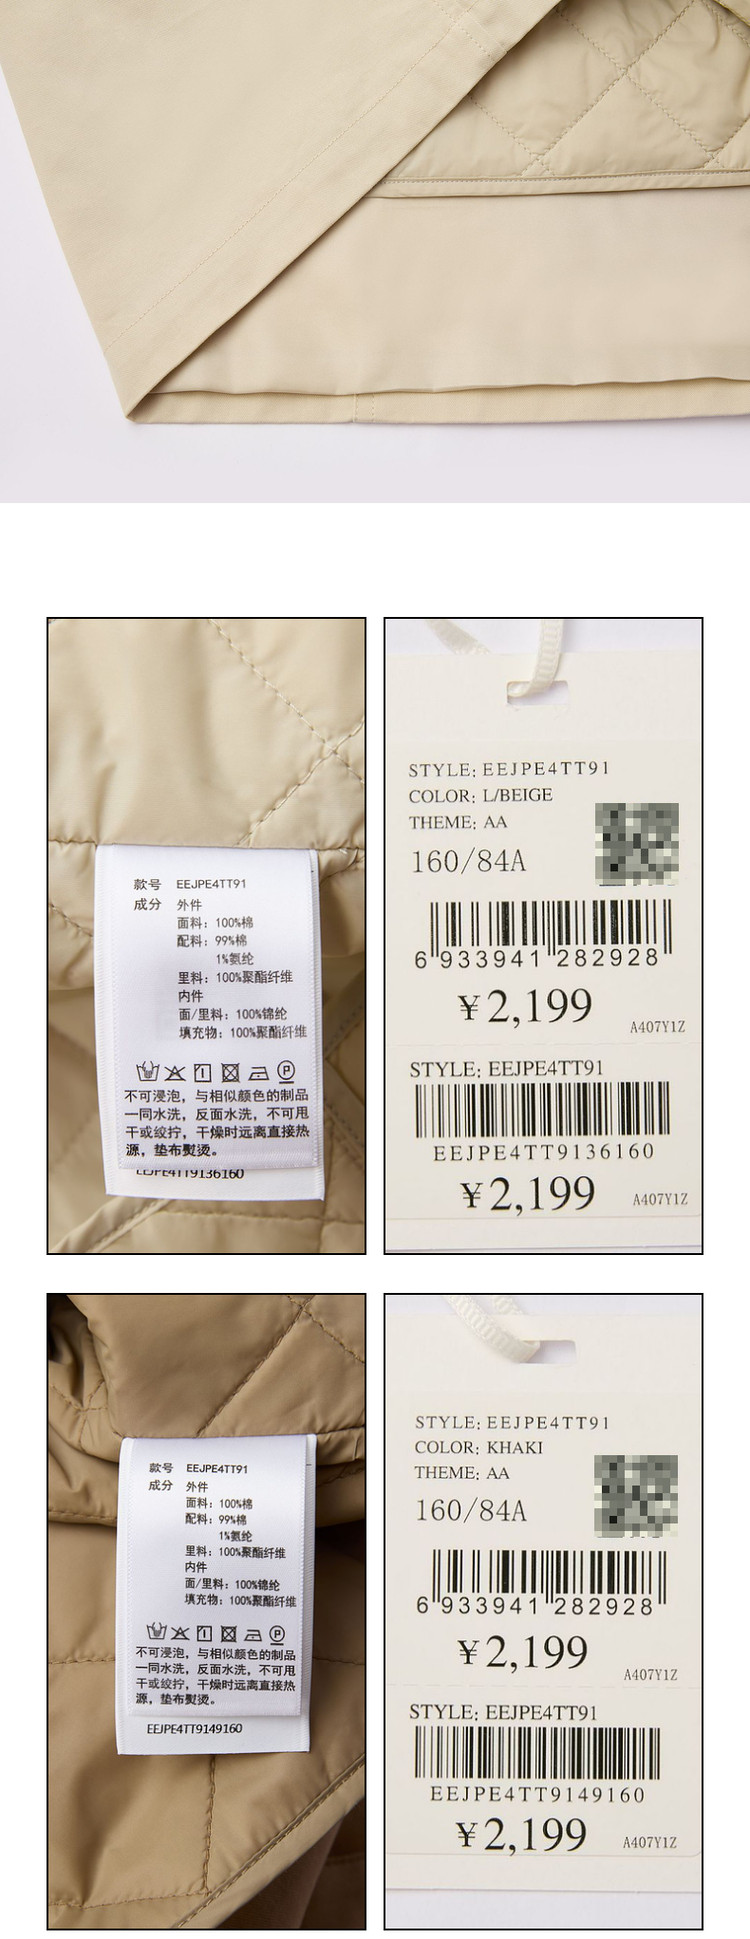 款号 EEJPE4TT91
成分 外件
面料：100%棉
配料：99%棉
1%氨纶
里料：100%聚酯纤维
内件
面/里料：100%锦纶
填充物：100%聚酯纤维
不可浸泡，与相似颜色的制品
一同水洗，反面水洗，不可甩
干或绞拧，干燥时远离直接热
源，垫布熨烫。
EEJPE4TT9136160
STYLE: EEJPE4TT91
COLOR: L/BEIGE
THEME: AA
160/84A
6 933941 282928
¥2,199
A407Y1Z
STYLE: EEJPE4TT91
EEJPE4TT9136160
¥2,199
A407Y1Z
款号 EEJPE4TT91
成分 外件
面料：100%棉
配料：99%棉
1%氨纶
里料：100%聚酯纤维
内件
面/里料：100%锦纶
填充物：100%聚酯纤维
不可浸泡，与相似颜色的制品
一同水洗，反面水洗，不可甩
干或绞拧，干燥时远离直接热
源，垫布熨烫。
EEJPE4TT9149160
STYLE: EEJPE4TT91
COLOR: KHAKI
THEME: AA
160/84A
6 933941 282928
¥2,199
A407Y1Z
STYLE: EEJPE4TT91
EEJPE4TT9149160
¥2,199
A407Y1Z